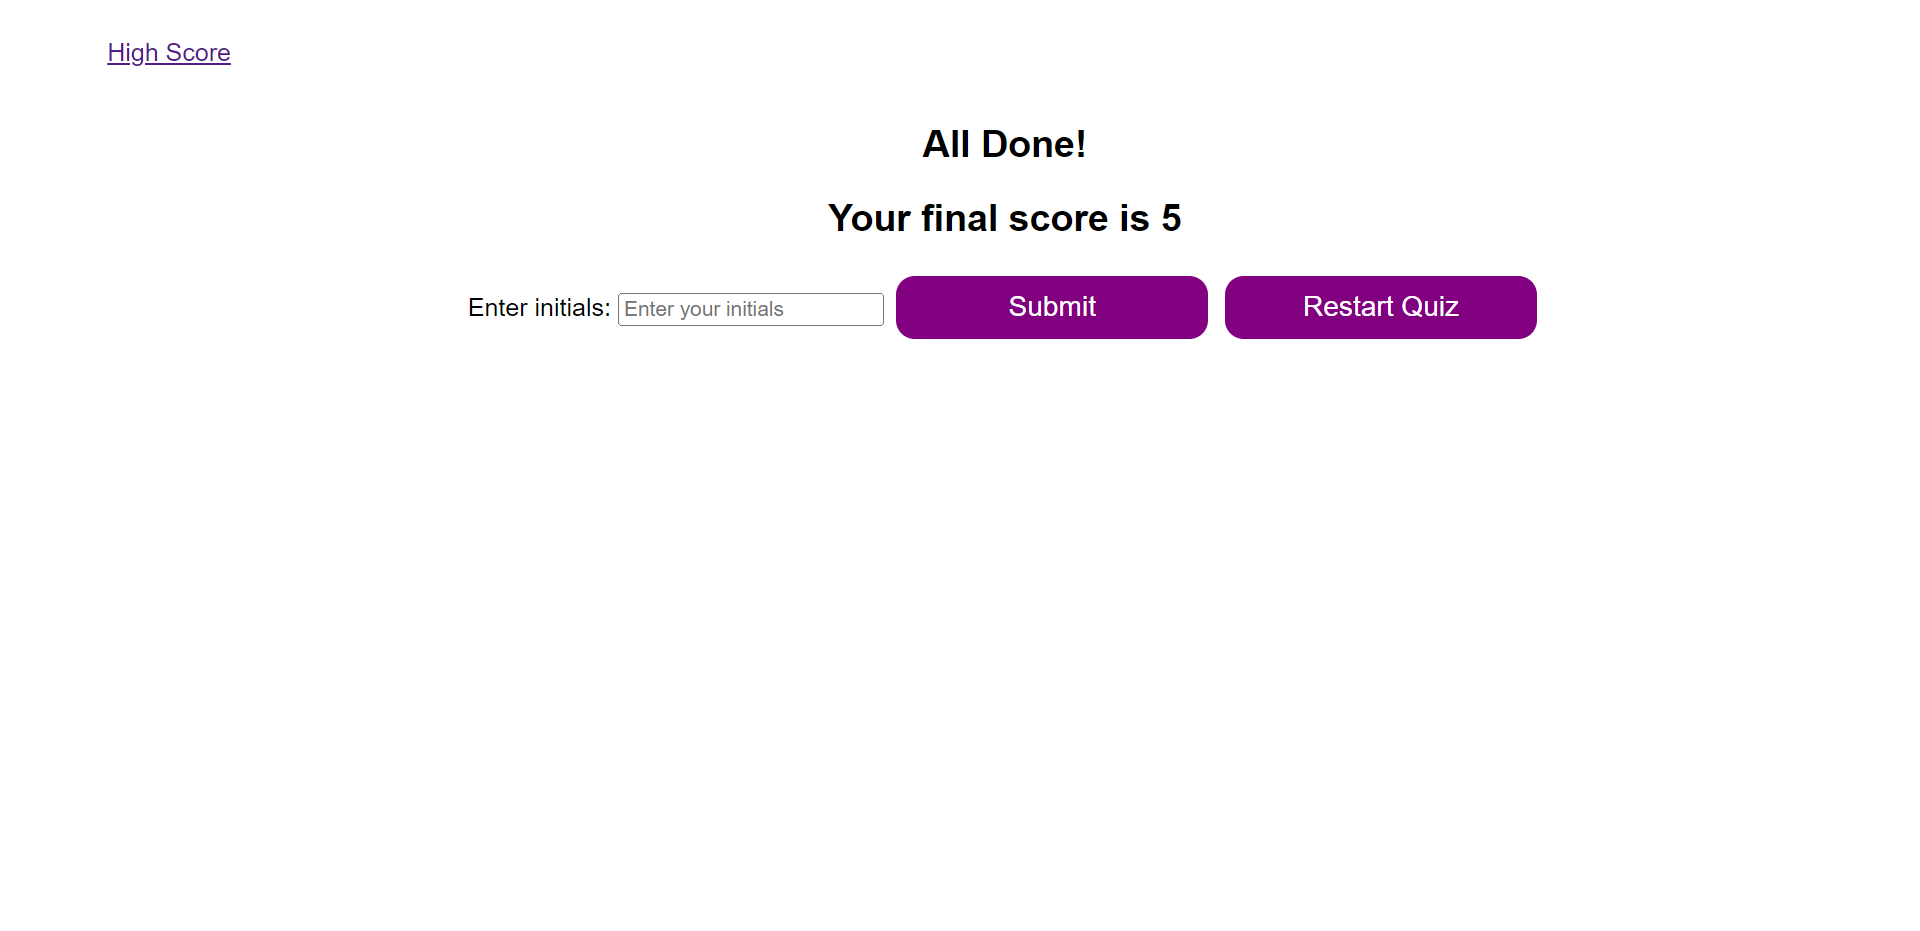 High Score
All Done!
Your final score is 5
Enter initials: Enter your initials Submit Restart Quiz